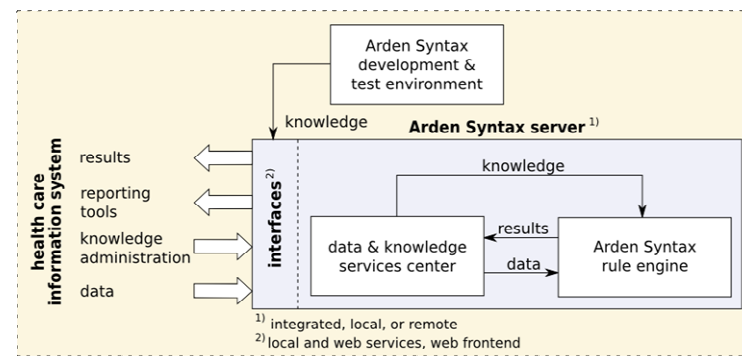 Arden Syntax
development &
test environment
knowledge
Arden Syntax server 1)
health care
information system
results
reporting
tools
knowledge
administration
data
interfaces 2)
knowledge
data & knowledge
services center
results
data
Arden Syntax
rule engine
1) integrated, local, or remote
2) local and web services, web frontend